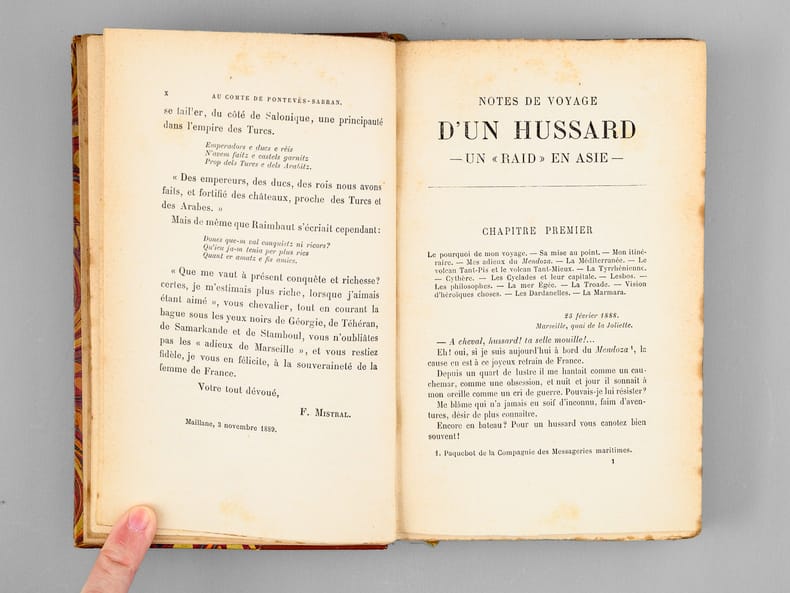 X
AU COMTE DE PONTEVÈS-SABRAN.
se tailler, du côté de Salonique, une principauté
dans l'empire des Turcs.
Emperadors e ducs e réis
N'avem faitz e castels garnitz
Prop dels Turcs e dels Arabitz.
« Des empereurs, des ducs, des rois nous avons
faits, et fortifié des châteaux, proche des Turcs et
des Arabes. »
Mais de même que Raimbaut s'écriait cependant:
Doncs que-m val conquistz ni ricors?
Qu'ieu ja-m tenia per plus rics
Quant er amatz e fis amics.
« Que me vaut à présent conquête et richesse?
certes, je m'estimais plus riche, lorsque j'aimais
étant aimé », vous chevalier, tout en courant la
bague sous les yeux noirs de Géorgie, de Téhéran,
de Samarkande et de Stamboul, vous n'oubliâtes
pas les « adieux de Marseille », et vous restiez
fidèle, je vous en félicite, à la souveraineté de la
femme de France.
Votre tout dévoué,
F. MISTRAL.
Maillane, 3 novembre 1889.
NOTES DE VOYAGE
D'UN HUSSARD
— UN « RAID » EN ASIE —
CHAPITRE PREMIER
Le pourquoi de mon voyage. — Sa mise au point. — Mon itiné-
raire. — Mes adieux du Mendoza. — La Méditerranée. — Le
volcan Tant-Pis et le volcan Tant-Mieux. — La Tyrrhénienne.
— Cythère. — Les Cyclades et leur capitale. — Lesbos. —
Les philosophes. — La mer Égée. — La Troade. — Vision
d'héroïques choses. — Les Dardanelles. — La Marmara.
23 février 1888.
Marseille, quai de la Joliette.
— A cheval, hussard! ta selle mouille!...
Eh! oui, si je suis aujourd'hui à bord du Mendoza ¹, la
cause en est à ce joyeux refrain de France.
Depuis un quart de lustre il me hantait comme un cau-
chemar, comme une obsession, et nuit et jour il sonnait à
mon oreille comme un cri de guerre. Pouvais-je lui résister?
Me blâme qui n'a jamais eu soif d'inconnu, faim d'aven-
tures, désir de plus connaître.
Encore en bateau? Pour un hussard vous canotez bien
souvent!
1. Paquebot de la Compagnie des Messageries maritimes.
1